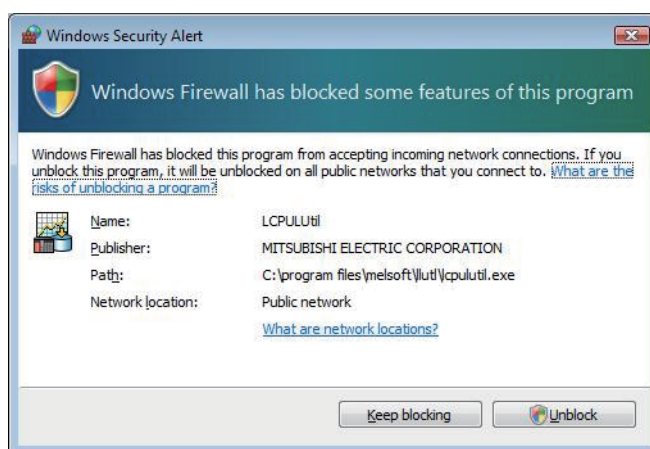 Windows Security Alert
Windows Firewall has blocked some features of this program
Windows Firewall has blocked this program from accepting incoming network connections. If you
unblock this program, it will be unblocked on all public networks that you connect to. What are the
risks of unblocking a program?
Name: LCPULUtil
Publisher: MITSUBISHI ELECTRIC CORPORATION
Path: C:\program files\melsoft\llutl\lcpulutil.exe
Network location: Public network
What are network locations?
Keep blocking Unblock